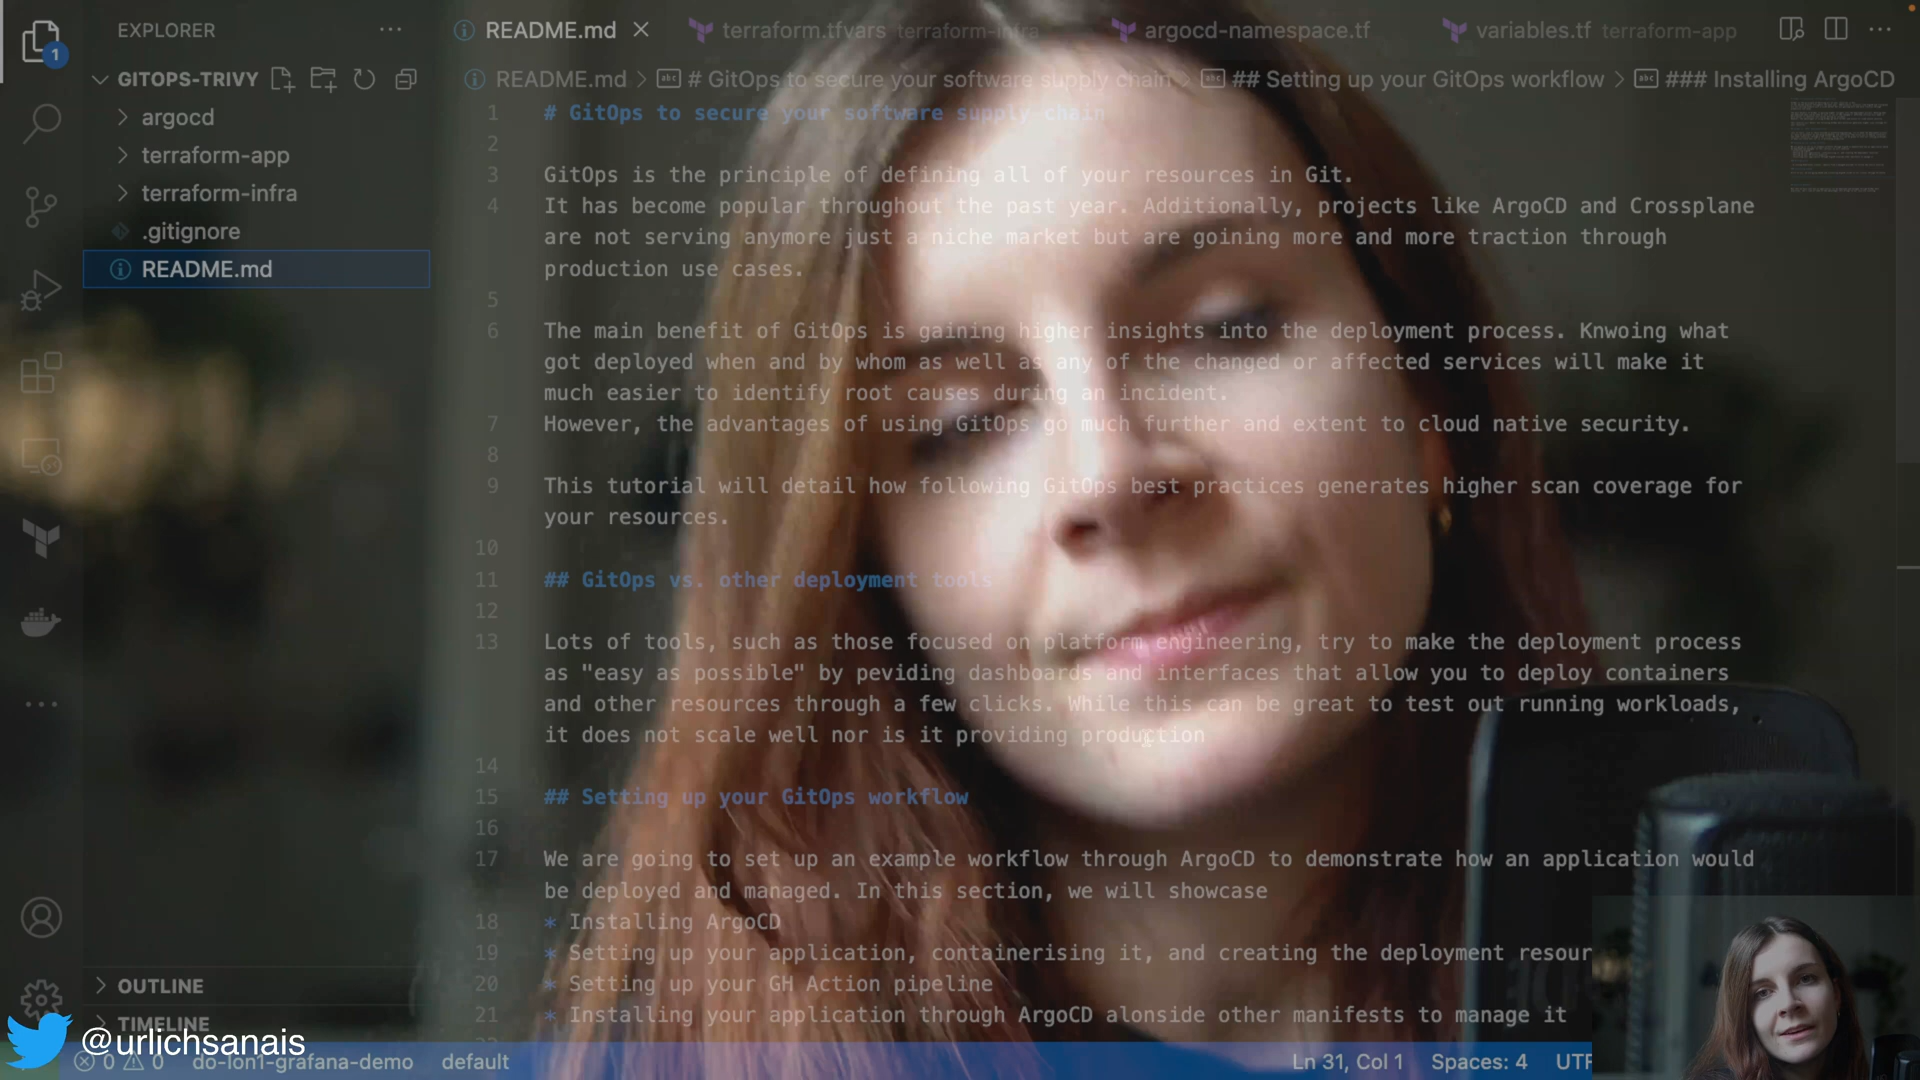 EXPLORER
README.md
terraform.tfvars terraform-infra
argocd-namespace.tf
variables.tf terraform-app
1
GITOPS-TRIVY
README.md > # GitOps to secure your software supply chain > ## Setting up your GitOps workflow > ### Installing ArgoCD
argocd
terraform-app
terraform-infra
.gitignore
README.md
1 # GitOps to secure your software supply chain
2
3 GitOps is the principle of defining all of your resources in Git.
4 It has become popular throughout the past year. Additionally, projects like ArgoCD and Crossplane
are not serving anymore just a niche market but are goining more and more traction through
production use cases.
5
6 The main benefit of GitOps is gaining higher insights into the deployment process. Knwoing what
got deployed when and by whom as well as any of the changed or affected services will make it
much easier to identify root causes during an incident.
7 However, the advantages of using GitOps go much further and extent to cloud native security.
8
9 This tutorial will detail how following GitOps best practices generates higher scan coverage for
your resources.
10
11 ## GitOps vs. other deployment tools
12
13 Lots of tools, such as those focused on platform engineering, try to make the deployment process
as "easy as possible" by peviding dashboards and interfaces that allow you to deploy containers
and other resources through a few clicks. While this can be great to test out running workloads,
it does not scale well nor is it providing production
14
15 ## Setting up your GitOps workflow
16
17 We are going to set up an example workflow through ArgoCD to demonstrate how an application would
be deployed and managed. In this section, we will showcase
18 * Installing ArgoCD
19 * Setting up your application, containerising it, and creating the deployment resour
20 * Setting up your GH Action pipeline
21 * Installing your application through ArgoCD alonside other manifests to manage it
OUTLINE
TIMELINE
@urlichsanais
0 0 do-lon1-grafana-demo default
Ln 31, Col 1 Spaces: 4 UTF